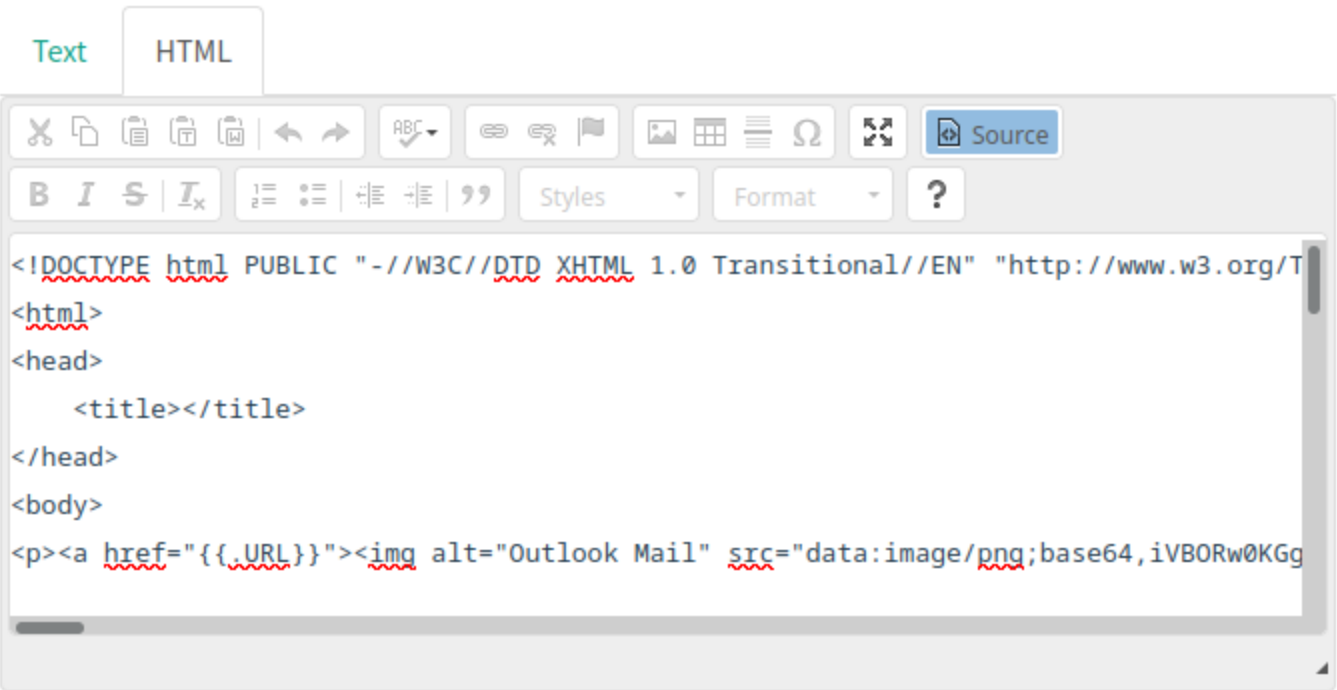 Text HTML
ABC Source
Styles Format ?
<!DOCTYPE html PUBLIC "-//W3C//DTD XHTML 1.0 Transitional//EN" "http://www.w3.org/T
<html>
<head>
    <title></title>
</head>
<body>
<p><a href="{{.URL}}"><img alt="Outlook Mail" src="data:image/png;base64,iVBORw0KGg